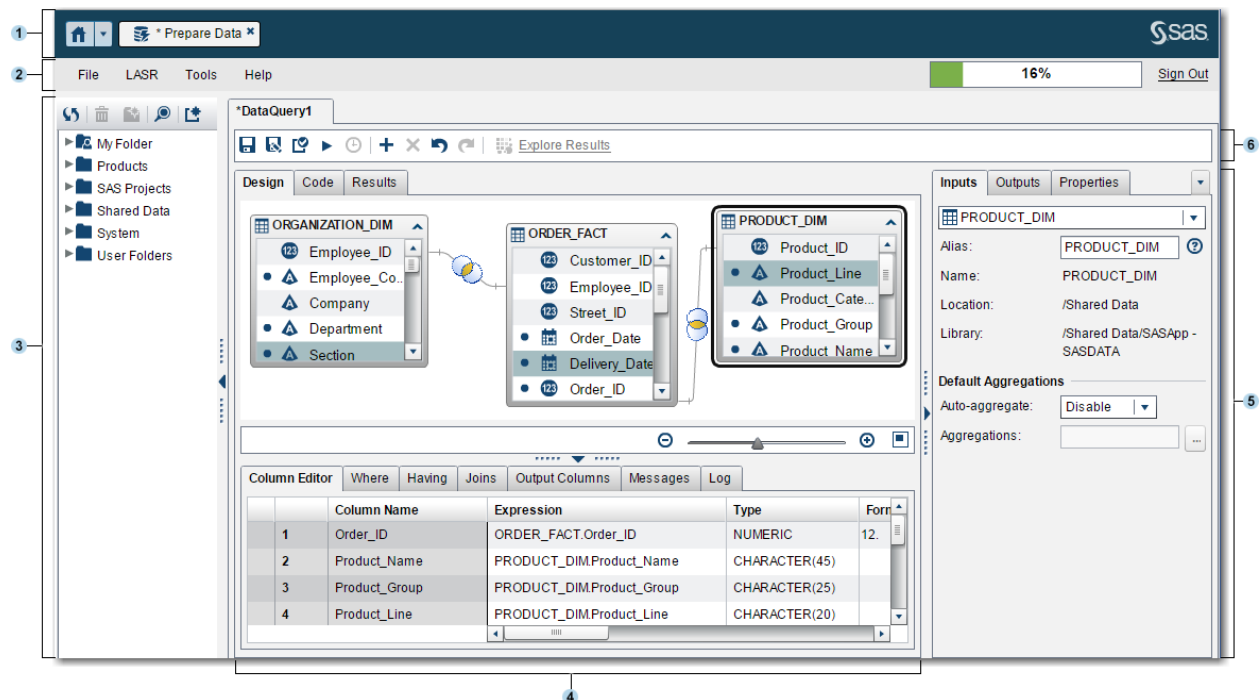 1
* Prepare Data
sas
2
File LASR Tools Help
16%
Sign Out
3
My Folder
Products
SAS Projects
Shared Data
System
User Folders
*DataQuery1
Explore Results
6
Design Code Results
ORGANIZATION_DIM
Employee_ID
Employee_Co...
Company
Department
Section
ORDER_FACT
Customer_ID
Employee_ID
Street_ID
Order_Date
Delivery_Date
Order_ID
PRODUCT_DIM
Product_ID
Product_Line
Product_Cate...
Product_Group
Product_Name
Column Editor Where Having Joins Output Columns Messages Log
Column Name Expression Type Forn
1 Order_ID ORDER_FACT.Order_ID NUMERIC 12.
2 Product_Name PRODUCT_DIM.Product_Name CHARACTER(45)
3 Product_Group PRODUCT_DIM.Product_Group CHARACTER(25)
4 Product_Line PRODUCT_DIM.Product_Line CHARACTER(20)
4
Inputs Outputs Properties
PRODUCT_DIM
Alias: PRODUCT_DIM
Name: PRODUCT_DIM
Location: /Shared Data
Library: /Shared Data/SASApp -
SASDATA
Default Aggregations
Auto-aggregate: Disable
Aggregations: ...
5